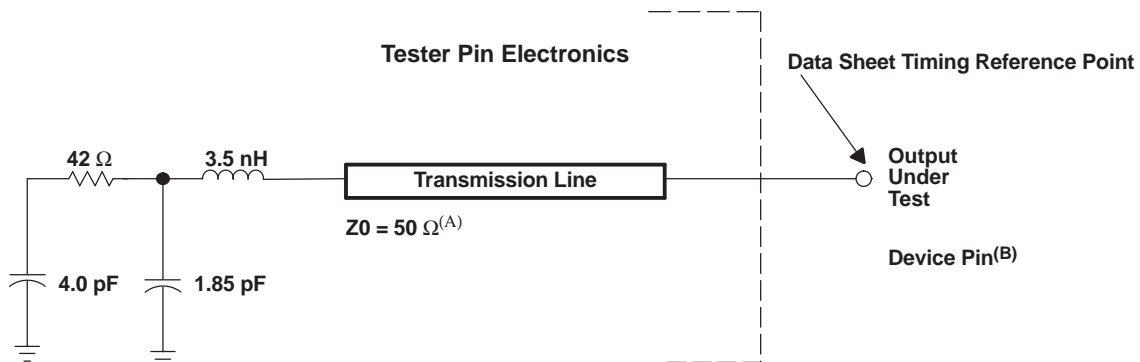 Tester Pin Electronics
Data Sheet Timing Reference Point
42 Ω
3.5 nH
Transmission Line
Output
Under
Test
Z0 = 50 Ω(A)
Device Pin(B)
4.0 pF
1.85 pF